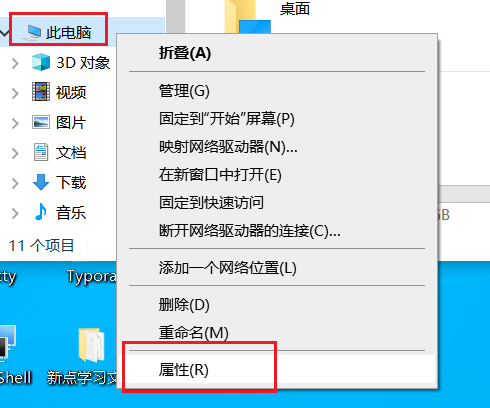 桌面
此电脑
3D 对象
视频
图片
文档
下载
音乐
11 个项目
折叠(A)
管理(G)
固定到“开始”屏幕(P)
映射网络驱动器(N)...
在新窗口中打开(E)
固定到快速访问
断开网络驱动器的连接(C)...
添加一个网络位置(L)
删除(D)
重命名(M)
属性(R)
GB
tty
Typora
Shell
新点学习文